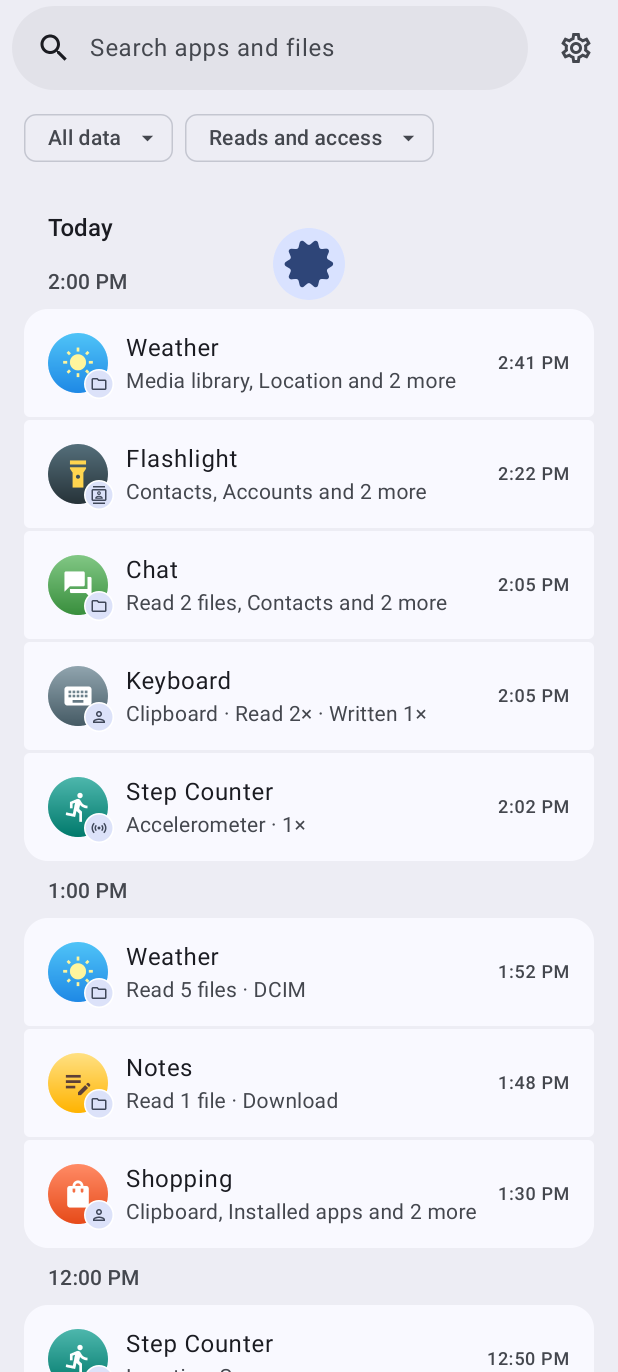 Search apps and files
All data
Reads and access
Today
2:00 PM
Weather
Media library, Location and 2 more
2:41 PM
Flashlight
Contacts, Accounts and 2 more
2:22 PM
Chat
Read 2 files, Contacts and 2 more
2:05 PM
Keyboard
Clipboard · Read 2× · Written 1×
2:05 PM
Step Counter
Accelerometer · 1×
2:02 PM
1:00 PM
Weather
Read 5 files · DCIM
1:52 PM
Notes
Read 1 file · Download
1:48 PM
Shopping
Clipboard, Installed apps and 2 more
1:30 PM
12:00 PM
Step Counter
12:50 PM